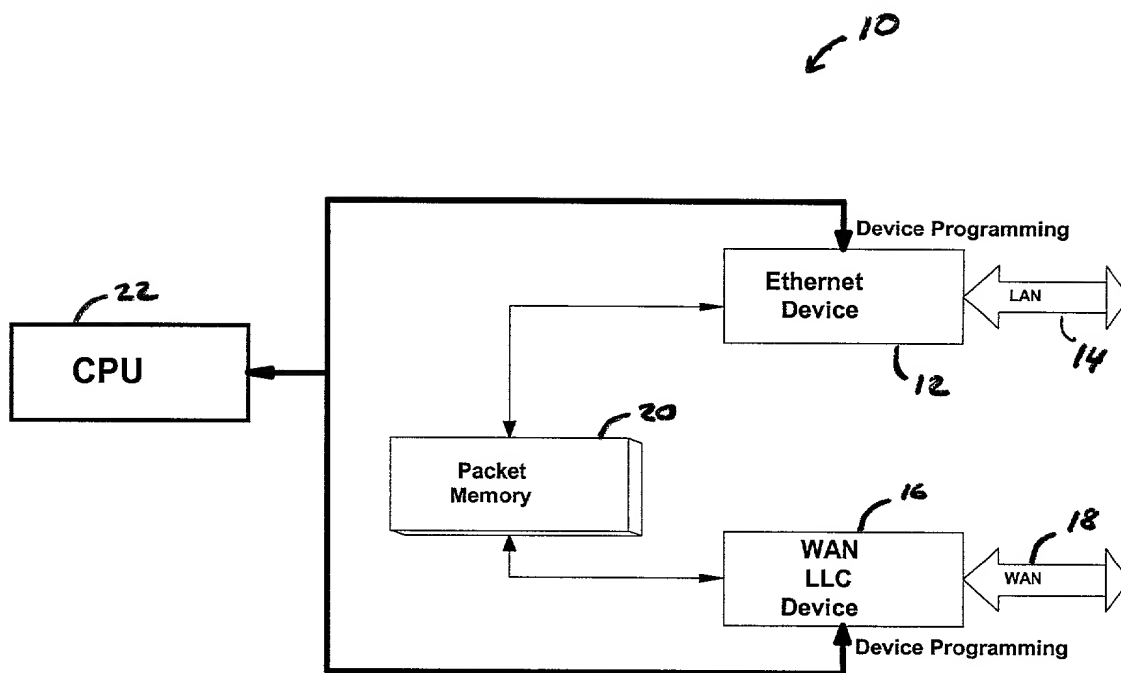 10
Device Programming
Ethernet
Device
LAN
14
12
22
CPU
20
Packet
Memory
16
WAN
LLC
Device
18
WAN
Device Programming